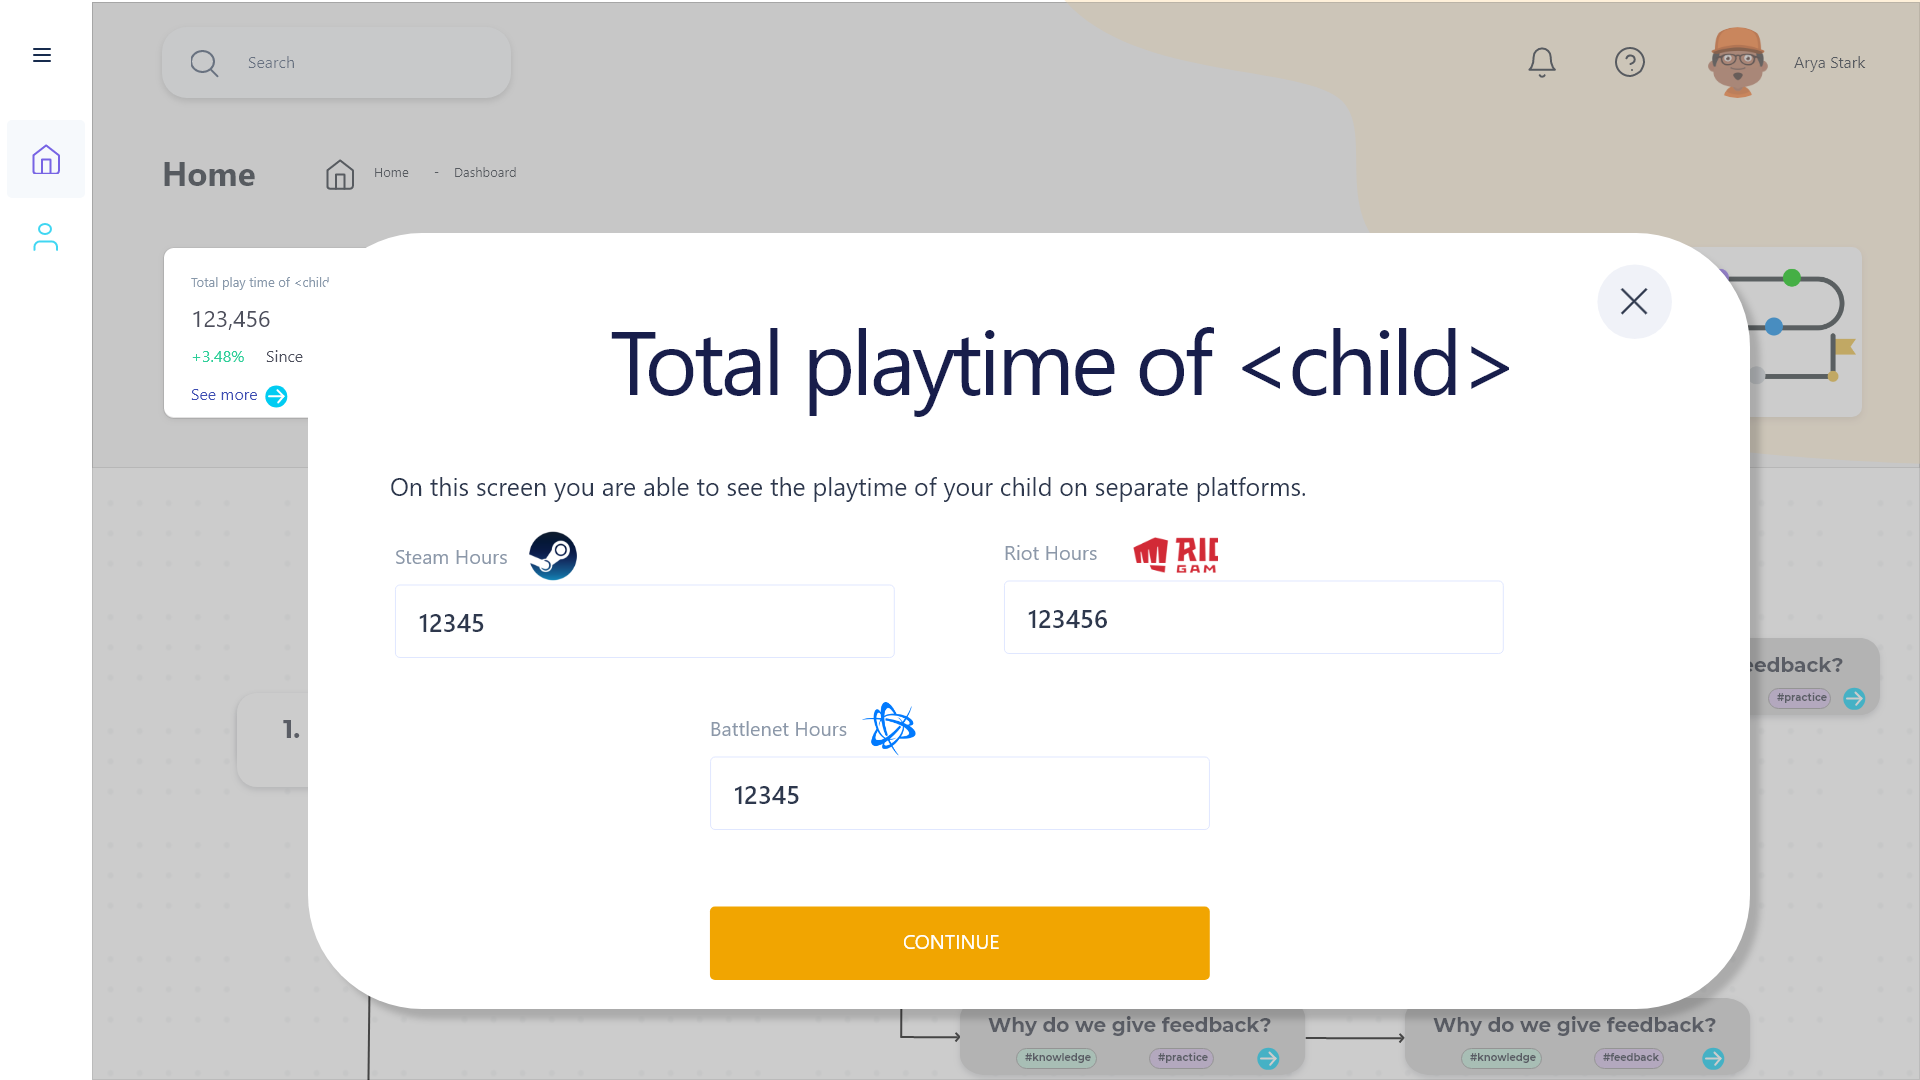 Search
Arya Stark
Home
Home - Dashboard
Total play time of <child
123,456
+3.48% Since
See more
Total playtime of <child>
On this screen you are able to see the playtime of your child on separate platforms.
Steam Hours
12345
Riot Hours
RIO
GAM
123456
Battlenet Hours
12345
CONTINUE
1.
eedback?
#practice
Why do we give feedback?
#knowledge #practice
Why do we give feedback?
#knowledge #feedback